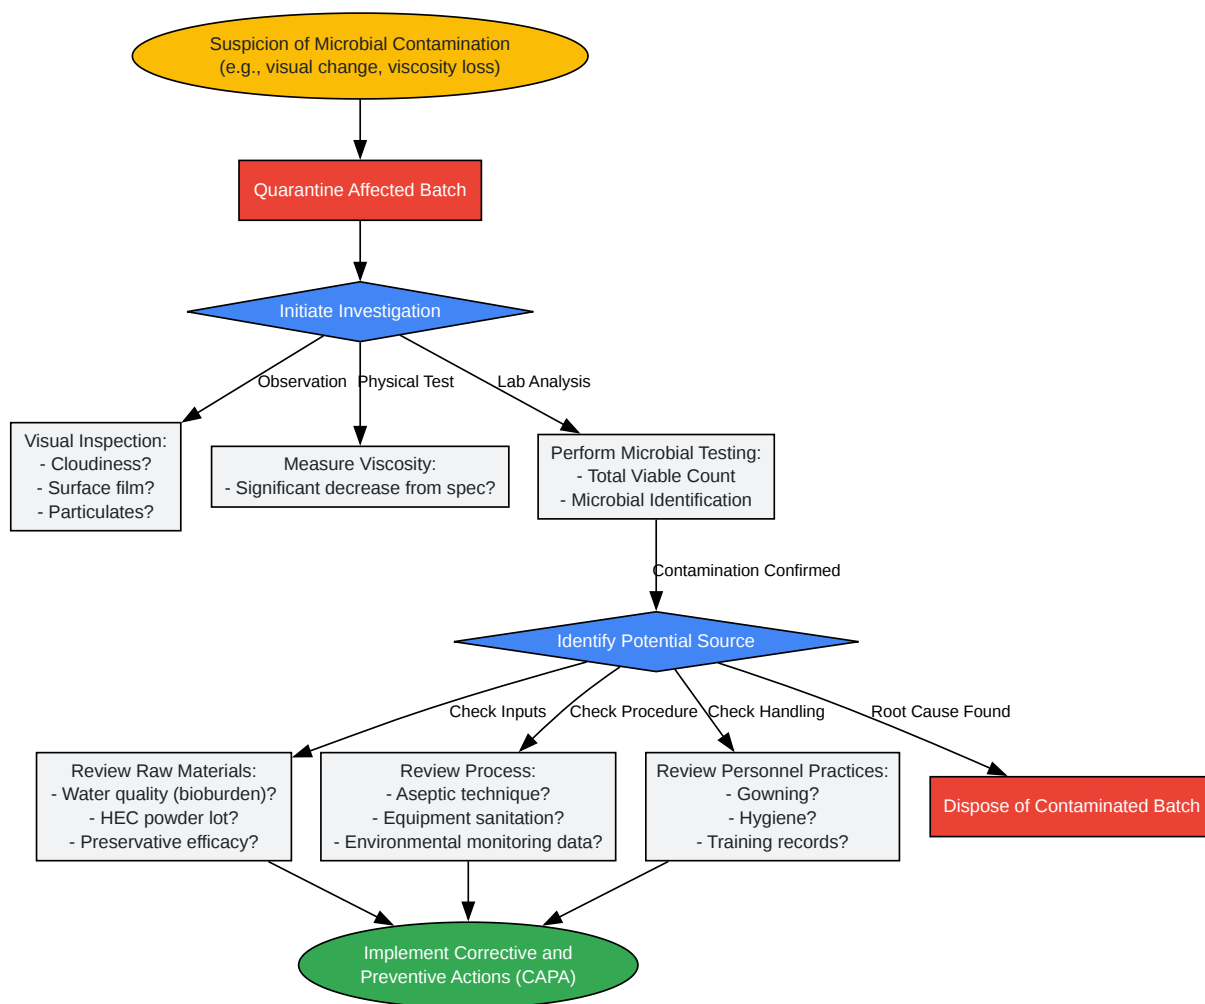 Suspicion of Microbial Contamination
(e.g., visual change, viscosity loss)
Quarantine Affected Batch
Initiate Investigation
Observation
Physical Test
Lab Analysis
Visual Inspection:
- Cloudiness?
- Surface film?
- Particulates?
Measure Viscosity:
- Significant decrease from spec?
Perform Microbial Testing:
- Total Viable Count
- Microbial Identification
Contamination Confirmed
Identify Potential Source
Check Inputs
Check Procedure
Check Handling
Root Cause Found
Review Raw Materials:
- Water quality (bioburden)?
- HEC powder lot?
- Preservative efficacy?
Review Process:
- Aseptic technique?
- Equipment sanitation?
- Environmental monitoring data?
Review Personnel Practices:
- Gowning?
- Hygiene?
- Training records?
Dispose of Contaminated Batch
Implement Corrective and
Preventive Actions (CAPA)